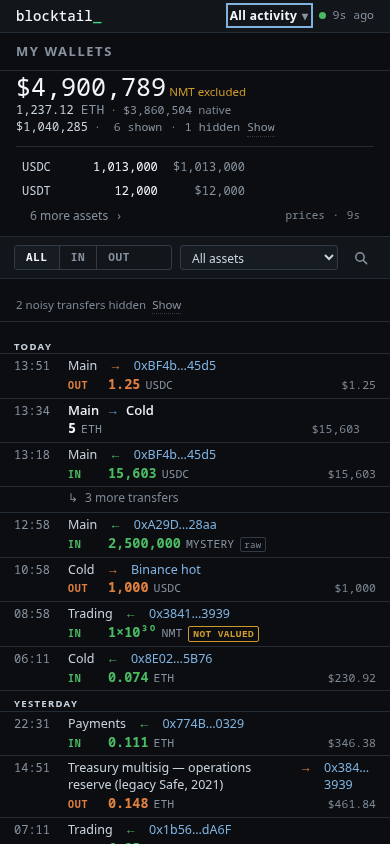 blocktail_ All activity ▾ ● 9s ago
MY WALLETS
$4,900,789 NMT excluded
1,237.12 ETH · $3,860,504 native
$1,040,285 · 6 shown · 1 hidden Show
USDC 1,013,000 $1,013,000
USDT 12,000 $12,000
6 more assets › prices · 9s
ALL IN OUT All assets
2 noisy transfers hidden Show
TODAY
13:51 Main → 0xBF4b…45d5
OUT 1.25 USDC $1.25
13:34 Main → Cold
5 ETH $15,603
13:18 Main ← 0xBF4b…45d5
IN 15,603 USDC $15,603
↳ 3 more transfers
12:58 Main ← 0xA29D…28aa
IN 2,500,000 MYSTERY raw
10:58 Cold → Binance hot
OUT 1,000 USDC $1,000
08:58 Trading ← 0x3841…3939
IN 1×10³⁰ NMT NOT VALUED
06:11 Cold ← 0x8E02…5B76
IN 0.074 ETH $230.92
YESTERDAY
22:31 Payments ← 0x774B…0329
IN 0.111 ETH $346.38
14:51 Treasury multisig — operations → 0x384…
reserve (legacy Safe, 2021) 3939
OUT 0.148 ETH $461.84
07:11 Trading ← 0x1b56…dA6F